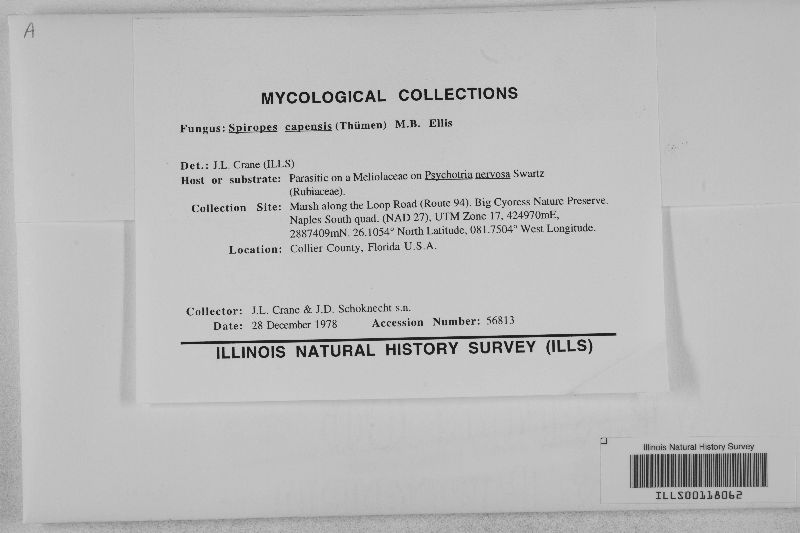 A
MYCOLOGICAL COLLECTIONS
Fungus: Spiropes capensis (Thümen) M.B. Ellis
Det.: J.L. Crane (ILLS)
Host or substrate: Parasitic on a Meliolaceae on Psychotria nervosa Swartz
(Rubiaceae).
Collection Site: Marsh along the Loop Road (Route 94). Big Cyoress Nature Preserve.
Naples South quad. (NAD 27), UTM Zone 17, 424970mE,
2887409mN. 26.1054° North Latitude, 081.7504° West Longitude.
Location: Collier County, Florida U.S.A.
Collector: J.L. Crane & J.D. Schoknecht s.n.
Date: 28 December 1978 Accession Number: 56813
ILLINOIS NATURAL HISTORY SURVEY (ILLS)
Illinois Natural History Survey
ILLS00118062